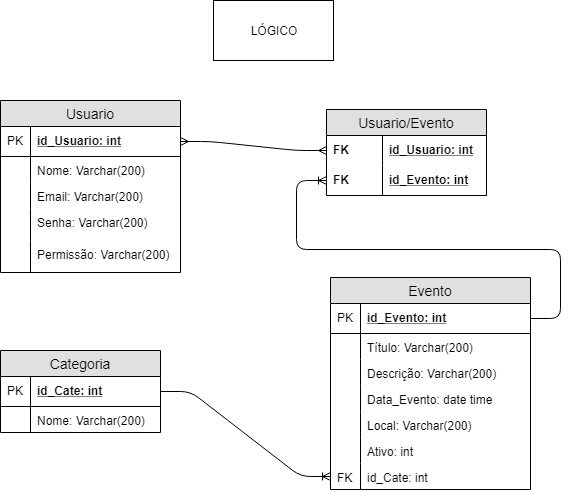 LÓGICO
Usuario
PK id_Usuario: int
Nome: Varchar(200)
Email: Varchar(200)
Senha: Varchar(200)
Permissão: Varchar(200)
Usuario/Evento
FK id_Usuario: int
FK id_Evento: int
Evento
PK id_Evento: int
Título: Varchar(200)
Descrição: Varchar(200)
Data_Evento: date time
Local: Varchar(200)
Ativo: int
FK id_Cate: int
Categoria
PK id_Cate: int
Nome: Varchar(200)